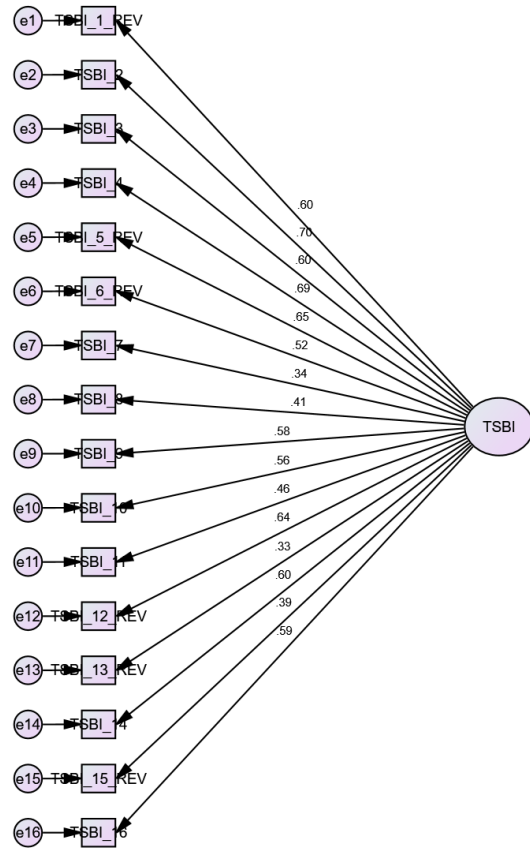 e1 TSBI_1_REV
e2 TSBI_2
e3 TSBI_3
e4 TSBI_4
.60
.70
.60
.69
e5 TSBI_5_REV
.65
e6 TSBI_6_REV
.52
e7 TSBI_7
.34
e8 TSBI_8
.41
TSBI
e9 TSBI_9
.58
.56
e10 TSBI_10
.46
.64
e11 TSBI_11
.33
.60
e12 TSBI_12_REV
.39
.59
e13 TSBI_13_REV
e14 TSBI_14
e15 TSBI_15_REV
e16 TSBI_16